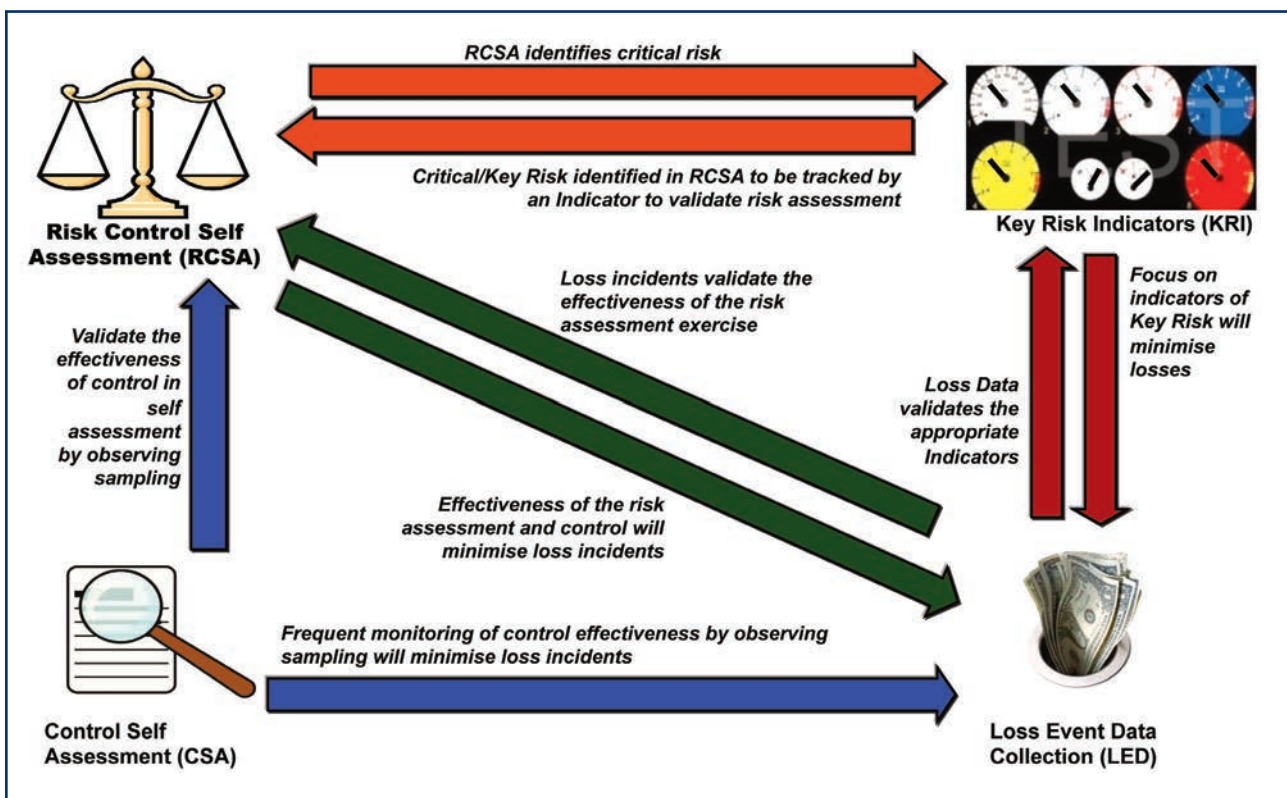 RCSA identifies critical risk
TEST
Critical/Key Risk identified in RCSA to be tracked by
an Indicator to validate risk assessment
Risk Control Self
Assessment (RCSA)
Key Risk Indicators (KRI)
Loss incidents validate the
effectiveness of the risk
assessment exercise
Focus on
indicators of
Key Risk will
minimise
losses
Validate the
effectiveness
of control in
self
assessment
by observing
sampling
Loss Data
validates the
appropriate
Indicators
Effectiveness of the risk
assessment and control will
minimise loss incidents
Frequent monitoring of control effectiveness by observing
sampling will minimise loss incidents
Control Self
Assessment (CSA)
Loss Event Data
Collection (LED)